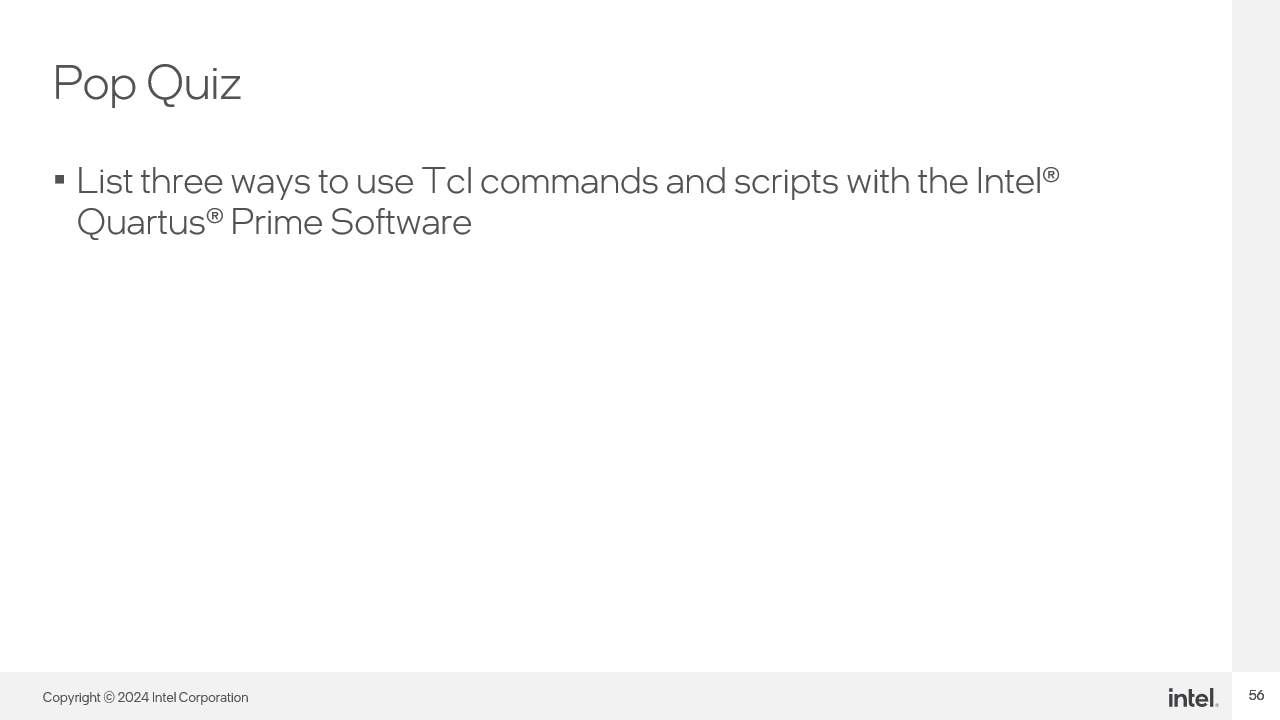 Pop Quiz
▪ List three ways to use Tcl commands and scripts with the Intel®
Quartus® Prime Software
Copyright © 2024 Intel Corporation
intel.
56